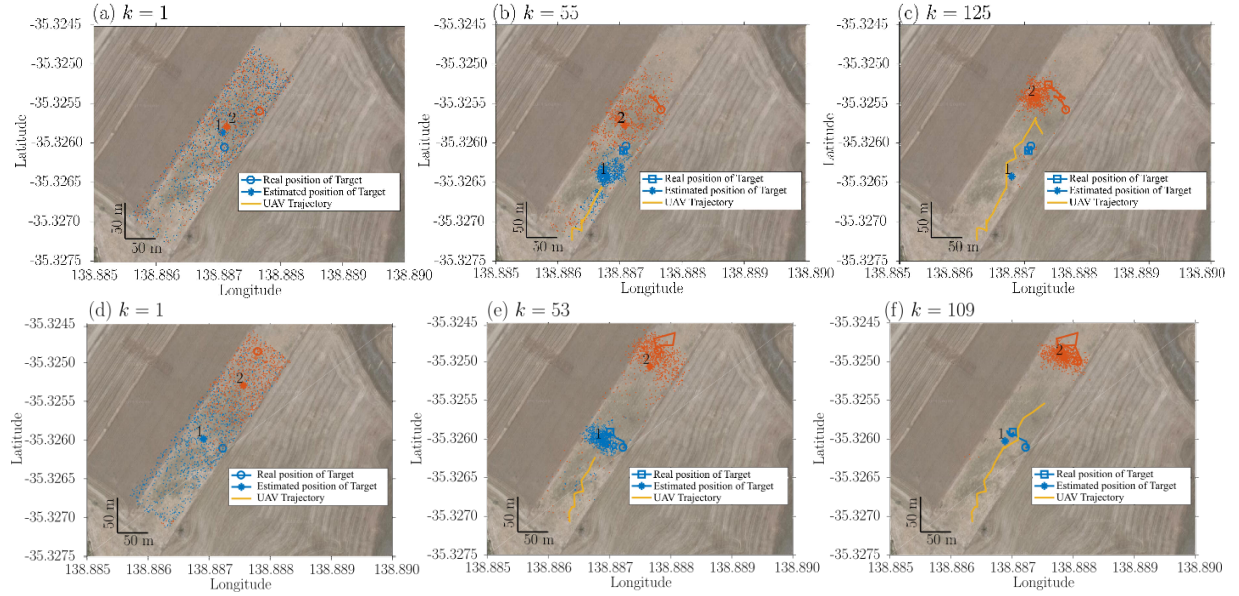 (a) k = 1
(b) k = 55
(c) k = 125
-35.3245
-35.3250
-35.3255
-35.3260
-35.3265
-35.3270
-35.3275
Latitude
1
2
Real position of Target
Estimated position of Target
UAV Trajectory
50 m
50 m
138.885 138.886 138.887 138.888 138.889 138.890
Longitude
-35.3245
-35.3250
-35.3255
-35.3260
-35.3265
-35.3270
-35.3275
Latitude
2
1
Real position of Target
Estimated position of Target
UAV Trajectory
50 m
50 m
138.885 138.886 138.887 138.888 138.889 138.890
Longitude
-35.3245
-35.3250
-35.3255
-35.3260
-35.3265
-35.3270
-35.3275
Latitude
2
1
Real position of Target
Estimated position of Target
UAV Trajectory
50 m
50 m
138.885 138.886 138.887 138.888 138.889 138.890
Longitude
(d) k = 1
(e) k = 53
(f) k = 109
-35.3245
-35.3250
-35.3255
-35.3260
-35.3265
-35.3270
-35.3275
Latitude
2
1
Real position of Target
Estimated position of Target
UAV Trajectory
50 m
50 m
138.885 138.886 138.887 138.888 138.889 138.890
Longitude
-35.3245
-35.3250
-35.3255
-35.3260
-35.3265
-35.3270
-35.3275
Latitude
2
1
Real position of Target
Estimated position of Target
UAV Trajectory
50 m
50 m
138.885 138.886 138.887 138.888 138.889 138.890
Longitude
-35.3245
-35.3250
-35.3255
-35.3260
-35.3265
-35.3270
-35.3275
Latitude
2
1
Real position of Target
Estimated position of Target
UAV Trajectory
50 m
50 m
138.885 138.886 138.887 138.888 138.889 138.890
Longitude